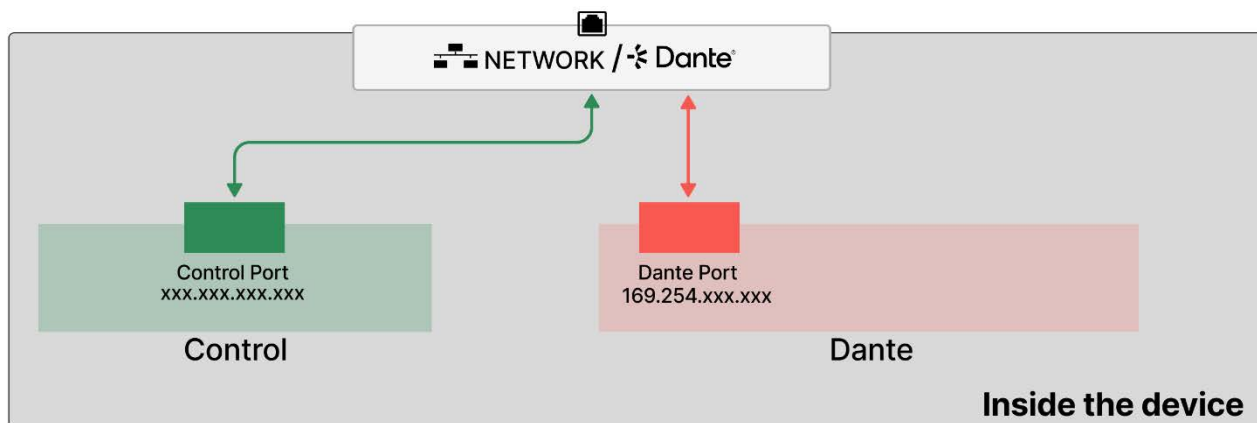 NETWORK / Dante®
Control Port
xxx.xxx.xxx.xxx
Dante Port
169.254.xxx.xxx
Control
Dante
Inside the device